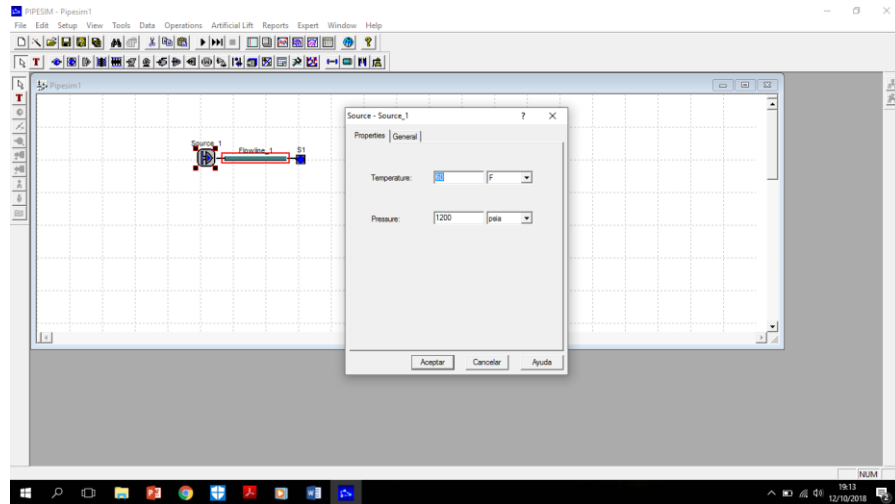 PIPESIM - Pipesim1
File Edit Setup View Tools Data Operations Artificial Lift Reports Expert Window Help
T
Pipesim1
T
Source_1
Flowline_1
S1
Source - Source_1
? X
Properties General
Temperature: 60 F
Pressure: 1200 psia
Aceptar Cancelar Ayuda
NUM
19:13
12/10/2018